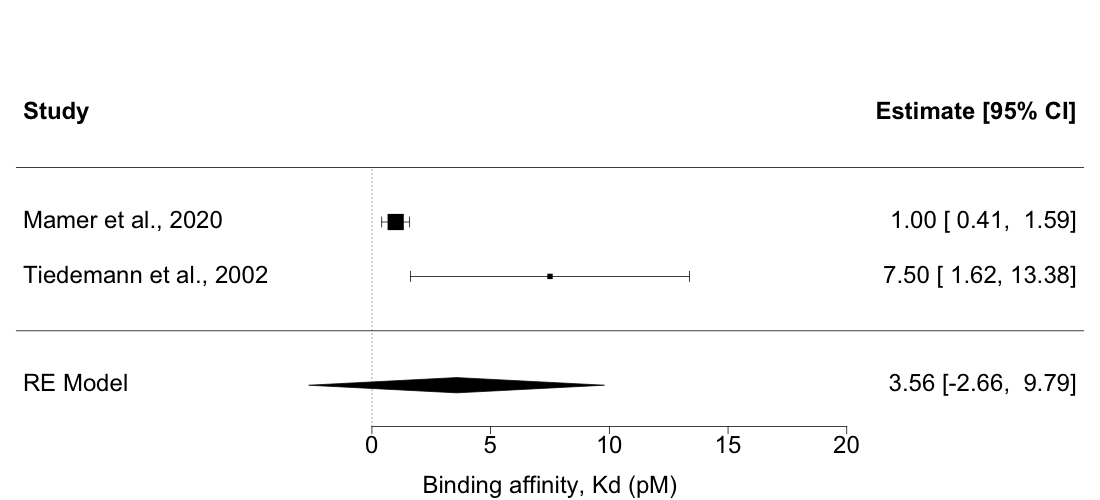 Study Estimate [95% CI]
Mamer et al., 2020 1.00 [ 0.41, 1.59]
Tiedemann et al., 2002 7.50 [ 1.62, 13.38]
RE Model 3.56 [-2.66, 9.79]
0 5 10 15 20
Binding affinity, Kd (pM)